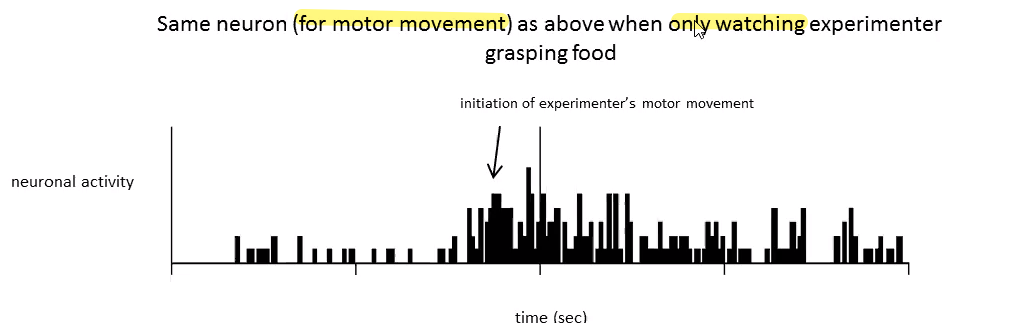 Same neuron (for motor movement) as above when only watching experimenter
grasping food
initiation of experimenter's motor movement
neuronal activity
time (sec)